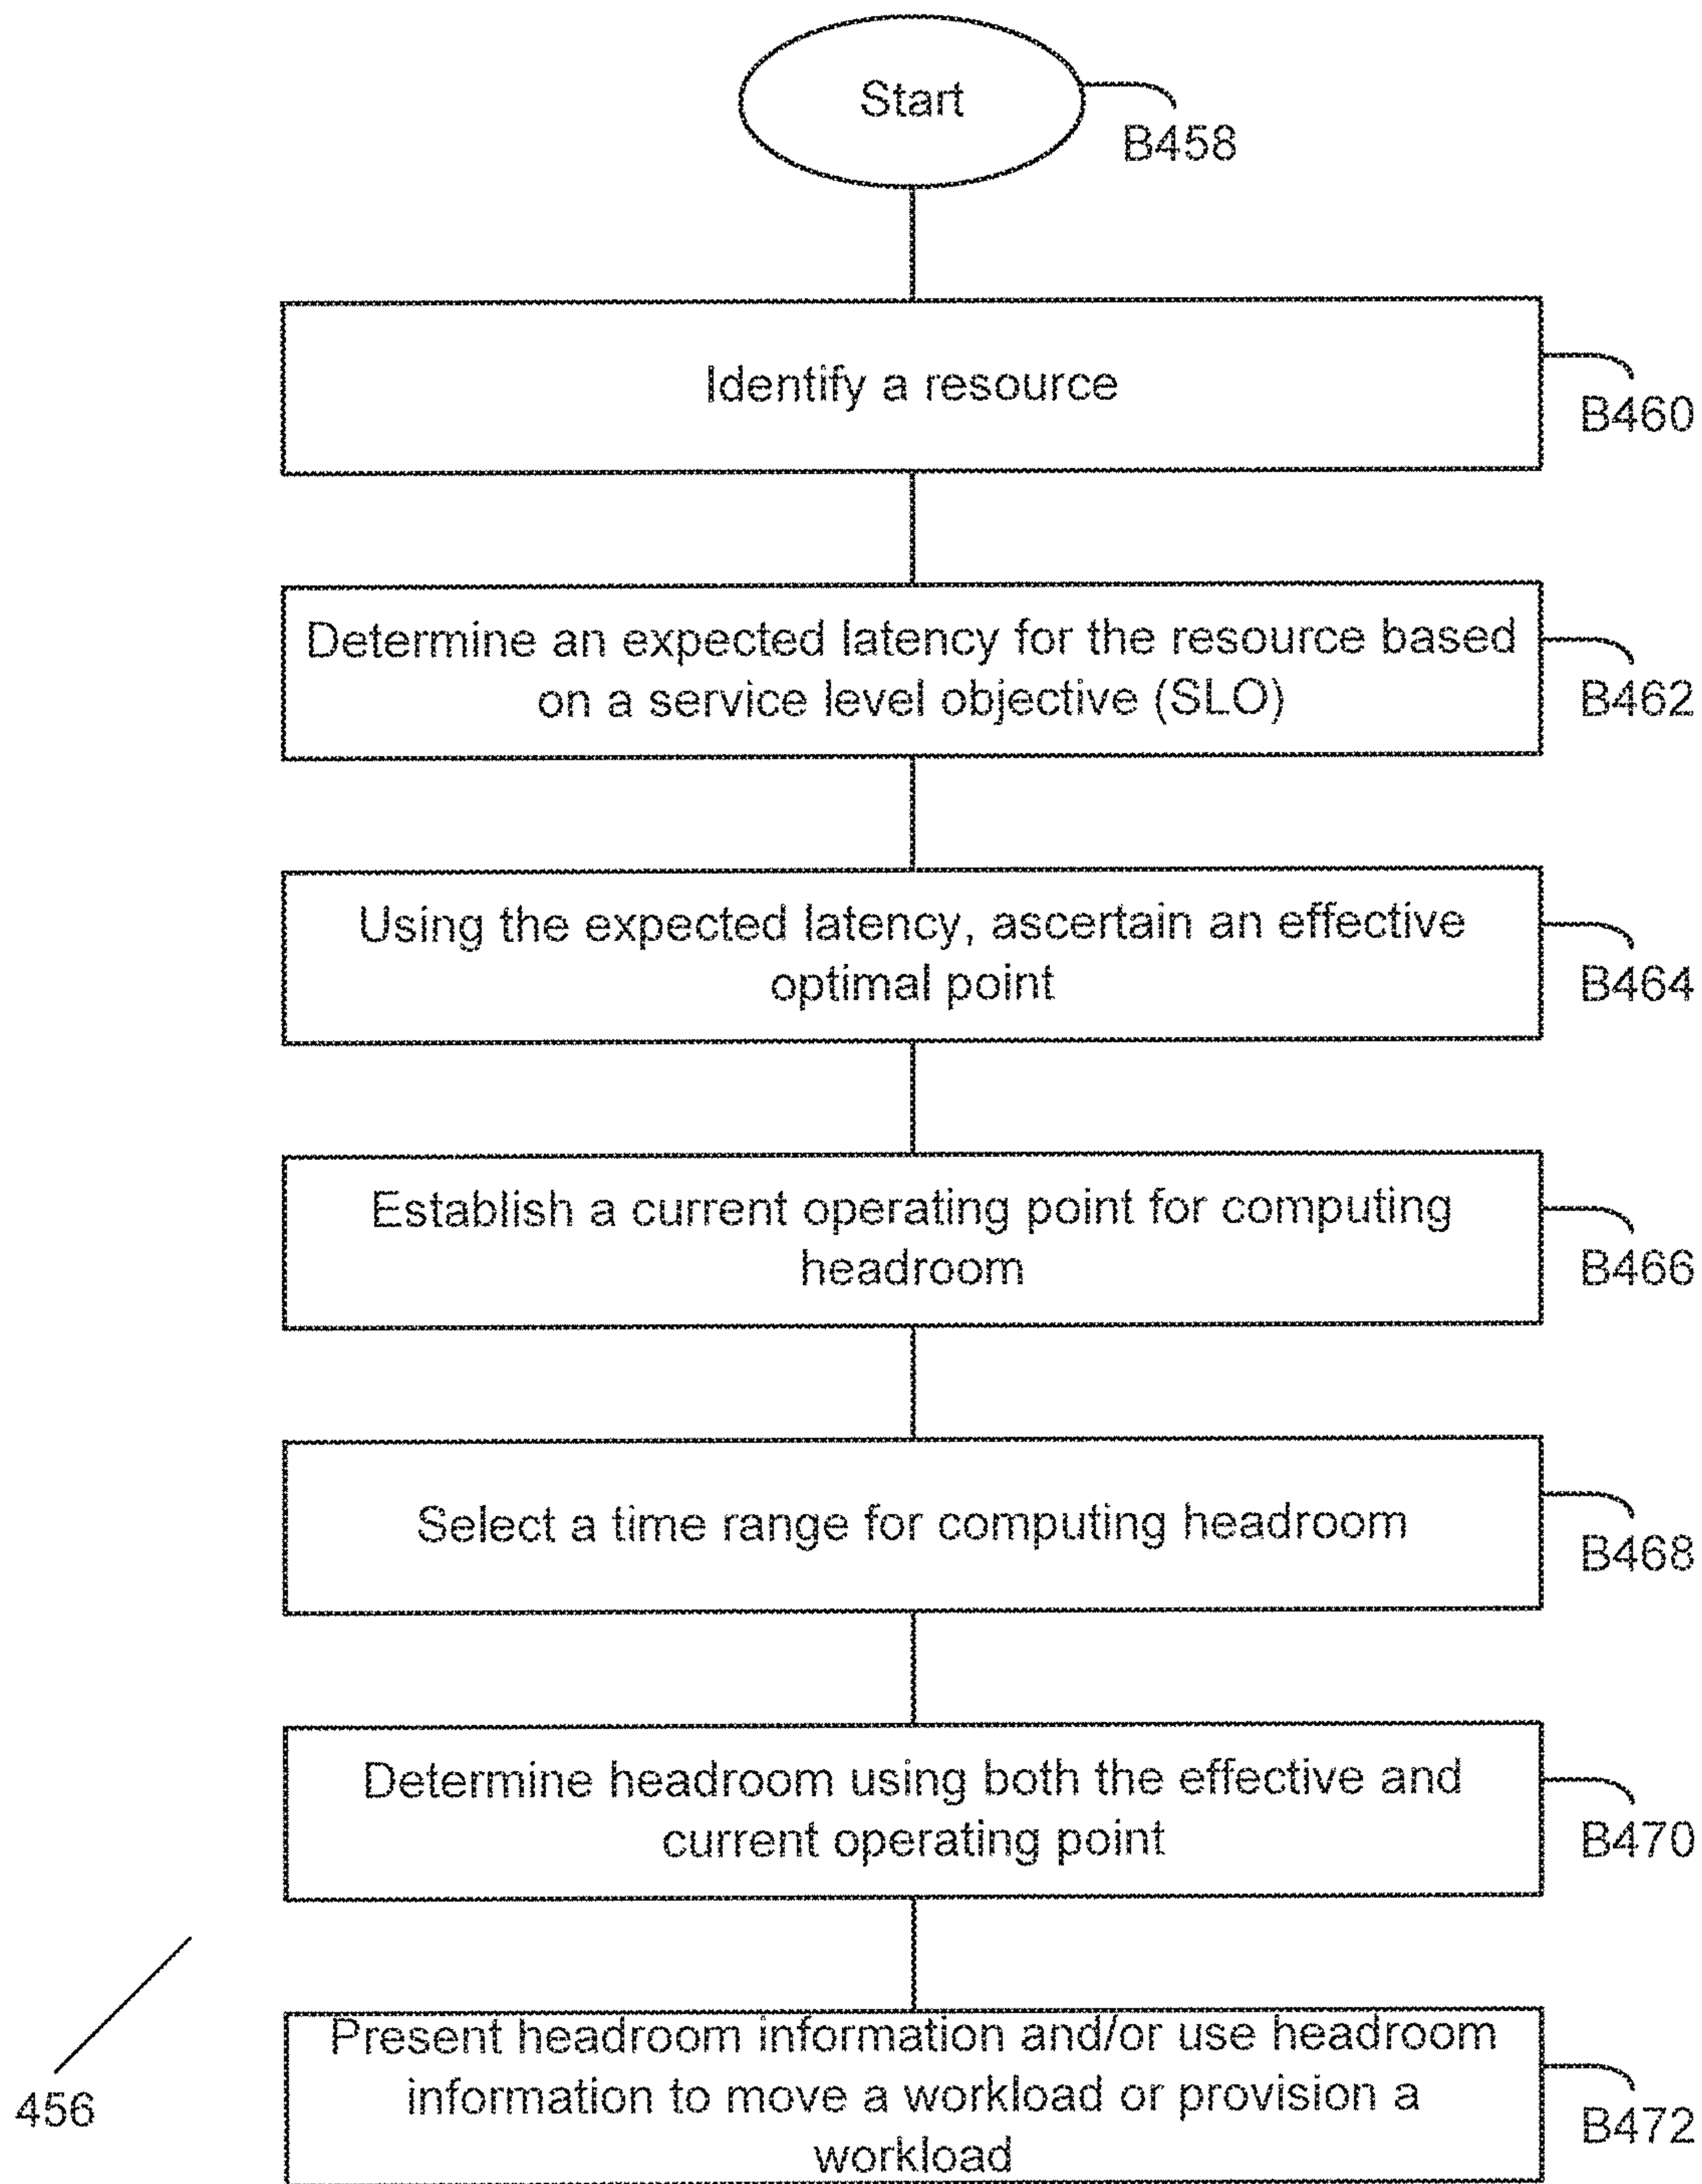 Start
B458
Identify a resource
B460
Determine an expected latency for the resource based
on a service level objective (SLO)
B462
Using the expected latency, ascertain an effective
optimal point
B464
Establish a current operating point for computing
headroom
B466
Select a time range for computing headroom
B468
Determine headroom using both the effective and
current operating point
B470
Present headroom information and/or use headroom
information to move a workload or provision a
workload
B472
456